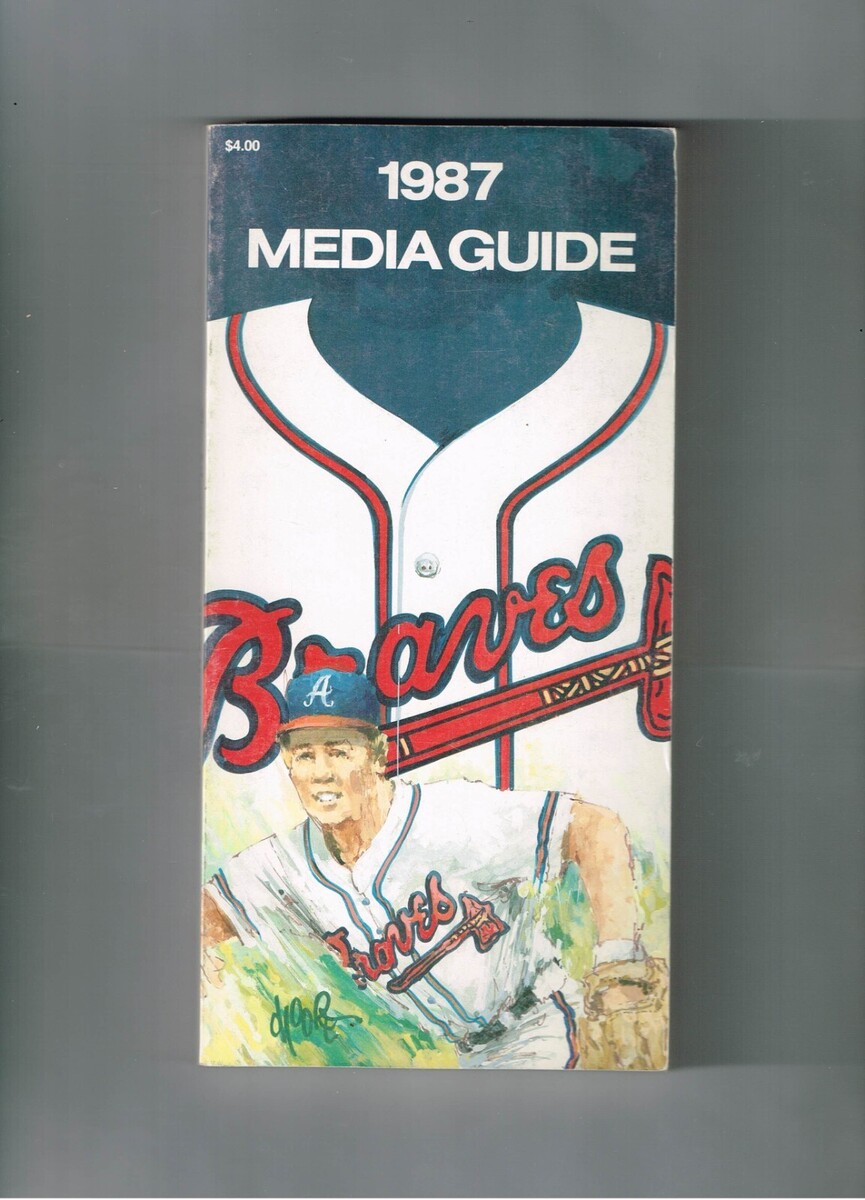 $4.00
1987
MEDIA GUIDE
Braves
A
Braves